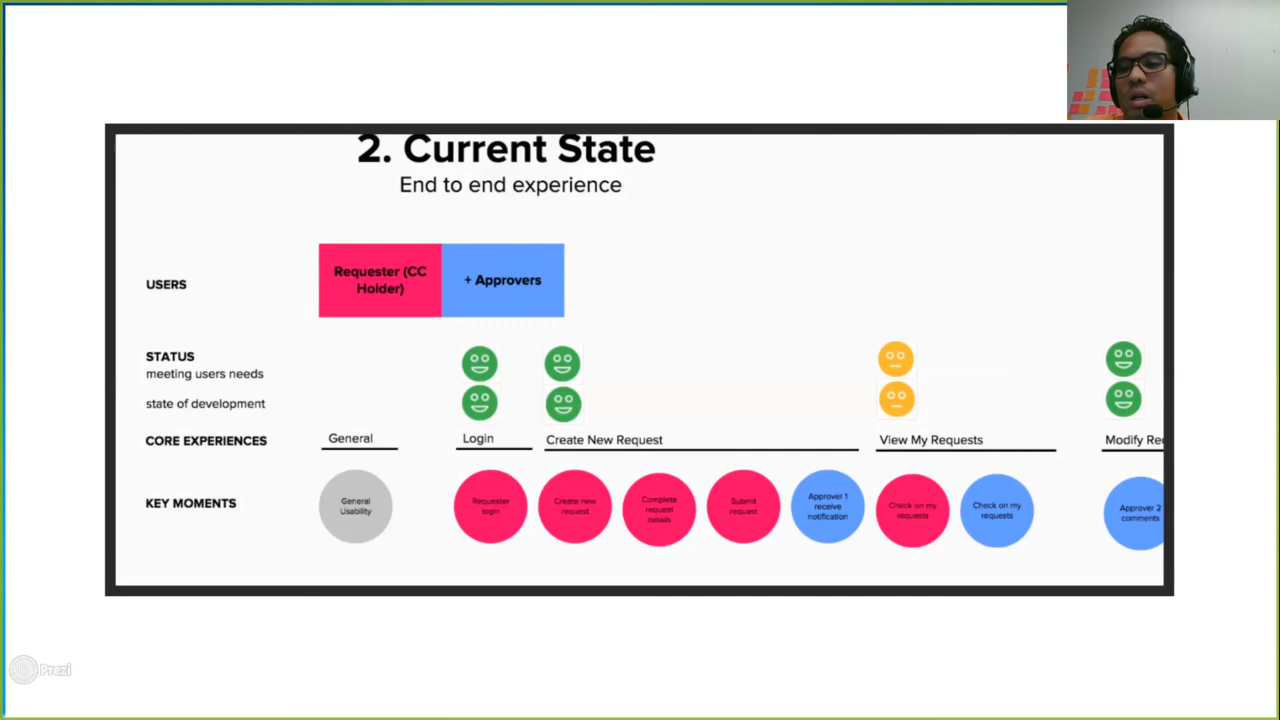 2. Current State
End to end experience
USERS
Requester (CC
Holder)
+ Approvers
STATUS
meeting users needs
state of development
CORE EXPERIENCES
General
Login
Create New Request
View My Requests
Modify Rec
KEY MOMENTS
General
Usability
Requester
login
Create new
request
Complete
request
details
Submit
request
Approver 1
receive
notification
Check on my
requests
Check on my
requests
Approver 2
comments
Prezi